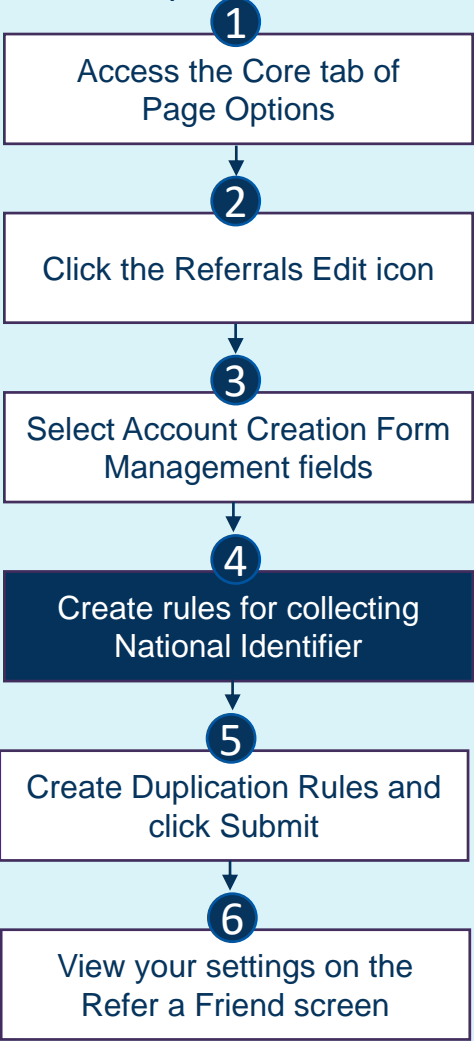 1
Access the Core tab of
Page Options
2
Click the Referrals Edit icon
3
Select Account Creation Form
Management fields
4
Create rules for collecting
National Identifier
5
Create Duplication Rules and
click Submit
6
View your settings on the
Refer a Friend screen